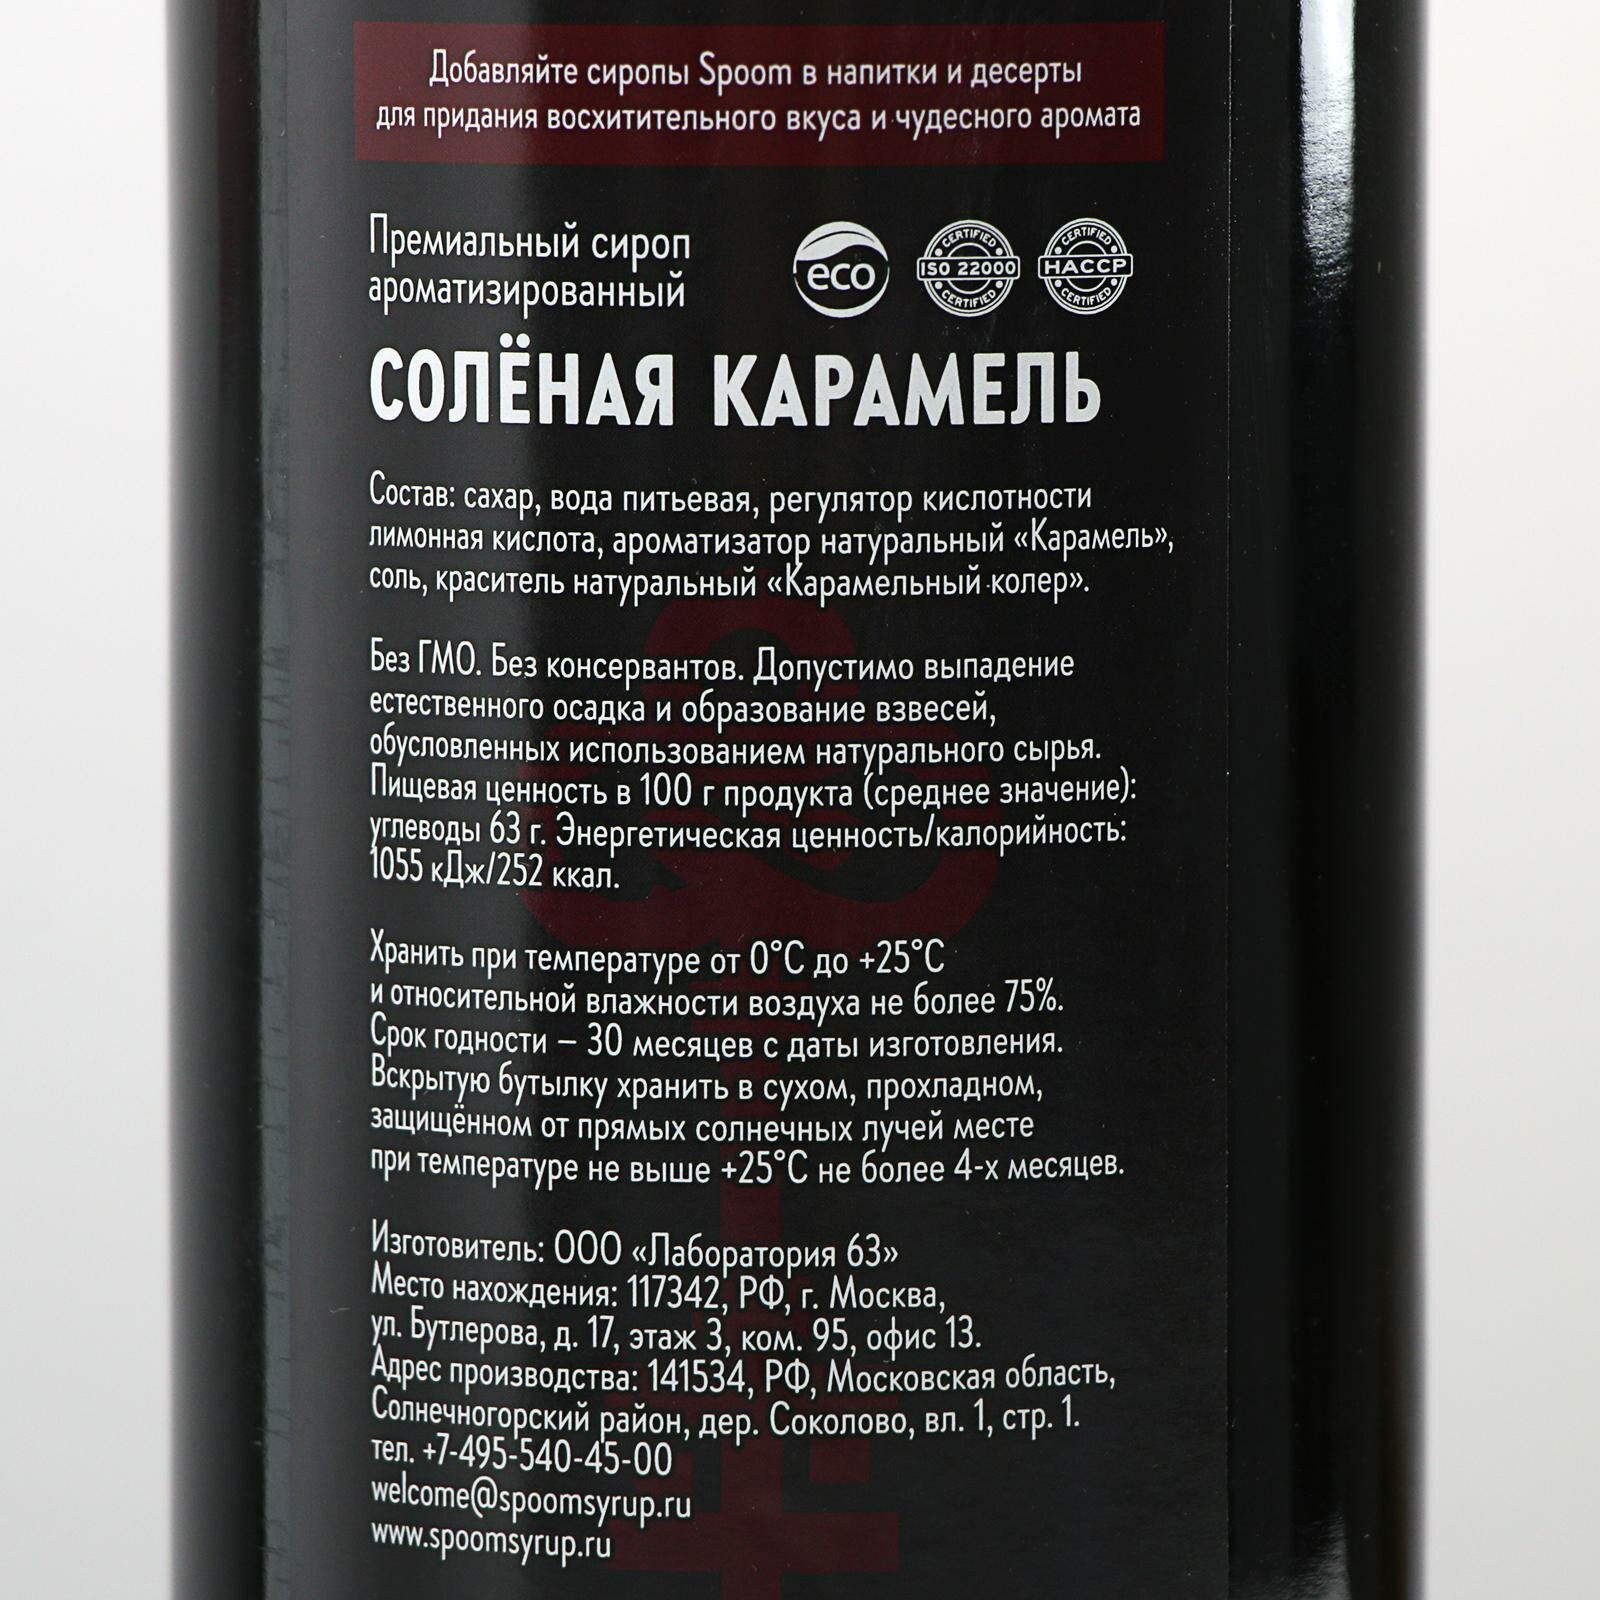 Добавляйте сиропы Spoom в напитки и десерты
для придания восхитительного вкуса и чудесного аромата
Премиальный сироп
ароматизированный
eco
CERTIFIED
ISO 22000
CERTIFIED
CERTIFIED
HACCP
CERTIFIED
СОЛЁНАЯ КАРАМЕЛЬ
Состав: сахар, вода питьевая, регулятор кислотности
лимонная кислота, ароматизатор натуральный «Карамель»,
соль, краситель натуральный «Карамельный колер».
Без ГМО. Без консервантов. Допустимо выпадение
естественного осадка и образование взвесей,
обусловленных использованием натурального сырья.
Пищевая ценность в 100 г продукта (среднее значение):
углеводы 63 г. Энергетическая ценность/калорийность:
1055 кДж/252 ккал.
Хранить при температуре от 0°С до +25°С
и относительной влажности воздуха не более 75%.
Срок годности – 30 месяцев с даты изготовления.
Вскрытую бутылку хранить в сухом, прохладном,
защищённом от прямых солнечных лучей месте
при температуре не выше +25°С не более 4-х месяцев.
Изготовитель: ООО «Лаборатория 63»
Место нахождения: 117342, РФ, г. Москва,
ул. Бутлерова, д. 17, этаж 3, ком. 95, офис 13.
Адрес производства: 141534, РФ, Московская область,
Солнечногорский район, дер. Соколово, вл. 1, стр. 1.
тел. +7-495-540-45-00
welcome@spoomsyrup.ru
www.spoomsyrup.ru